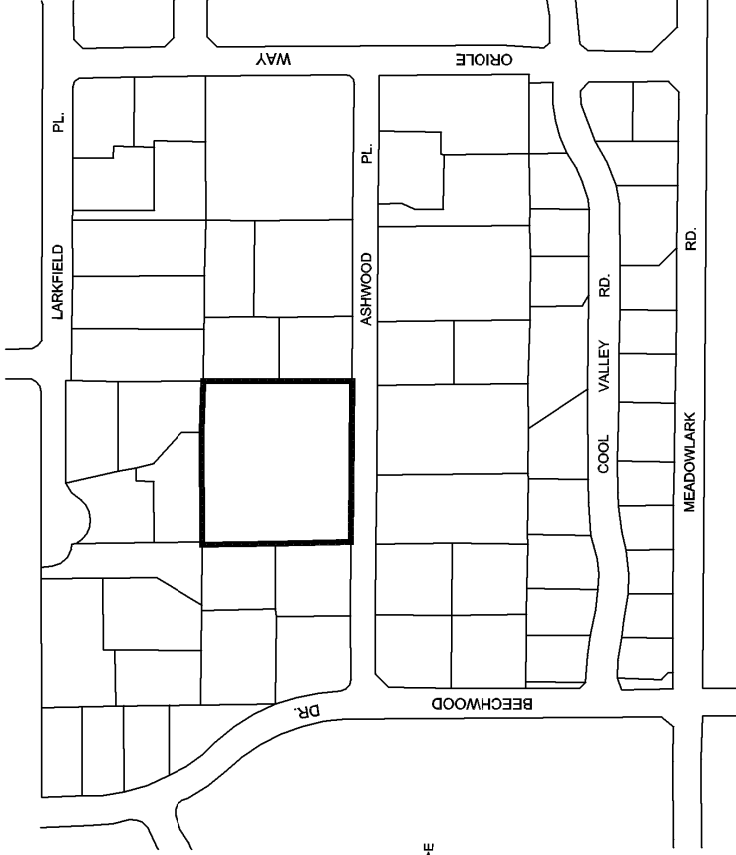 ORIOLE WAY
LARKFIELD PL.
ASHWOOD PL.
COOL VALLEY RD.
MEADOWLARK RD.
BEECHWOOD DR.